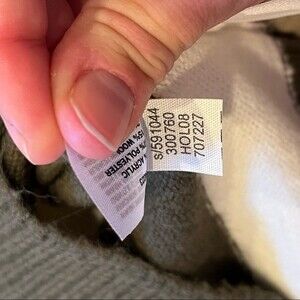 s/591044
300760
HOL08
707227
ACRYLIC
POLYESTER
WOOL